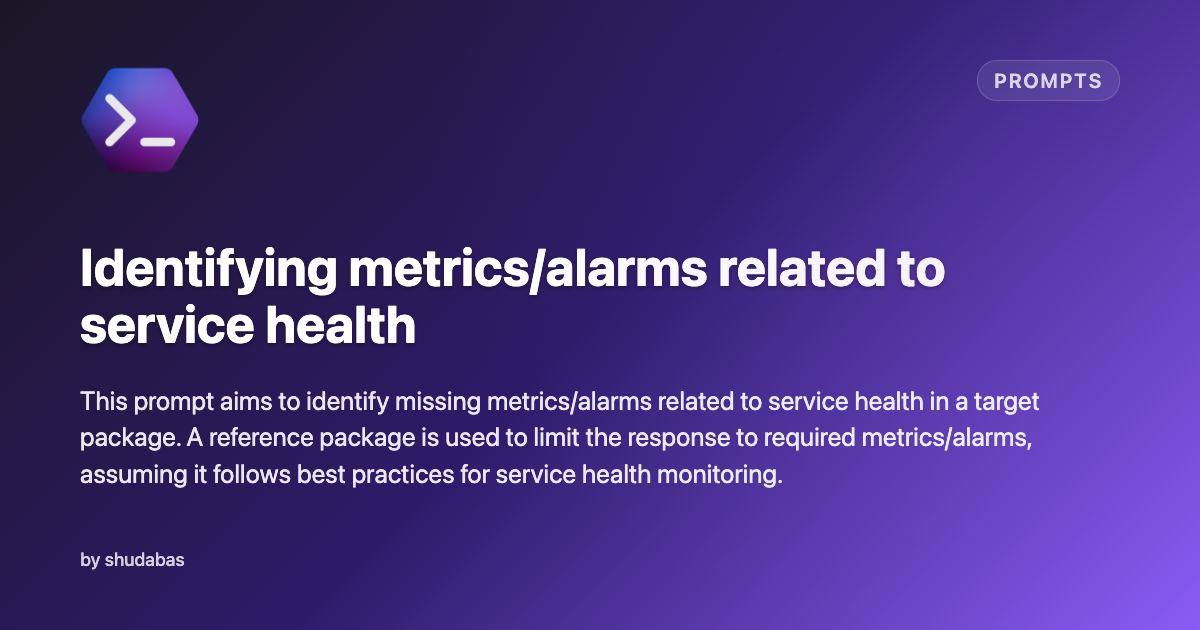 PROMPTS
Identifying metrics/alarms related to
service health
This prompt aims to identify missing metrics/alarms related to service health in a target
package. A reference package is used to limit the response to required metrics/alarms,
assuming it follows best practices for service health monitoring.
by shudabas